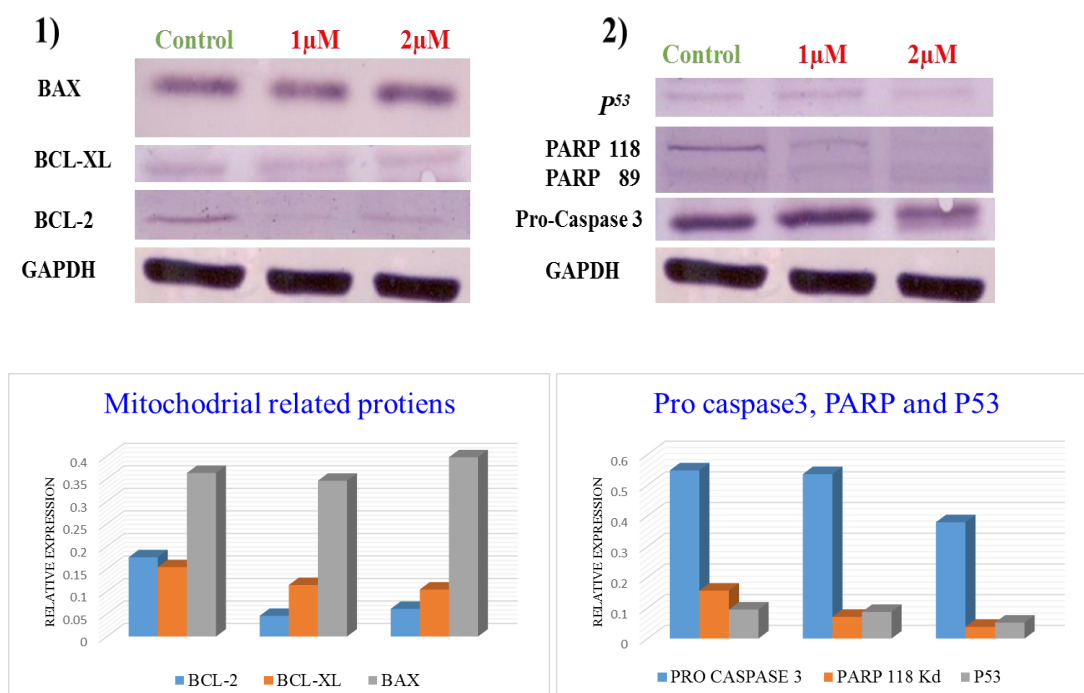 1)
Control 1µM 2µM
BAX
BCL-XL
BCL-2
GAPDH
2)
Control 1µM 2µM
P53
PARP 118
PARP 89
Pro-Caspase 3
GAPDH
Mitochodrial related protiens
RELATIVE EXPRESSION
0.4
0.35
0.3
0.25
0.2
0.15
0.1
0.05
0
BCL-2 BCL-XL BAX
Pro caspase3, PARP and P53
RELATIVE EXPRESSION
0.6
0.5
0.4
0.3
0.2
0.1
0
PRO CASPASE 3 PARP 118 Kd P53